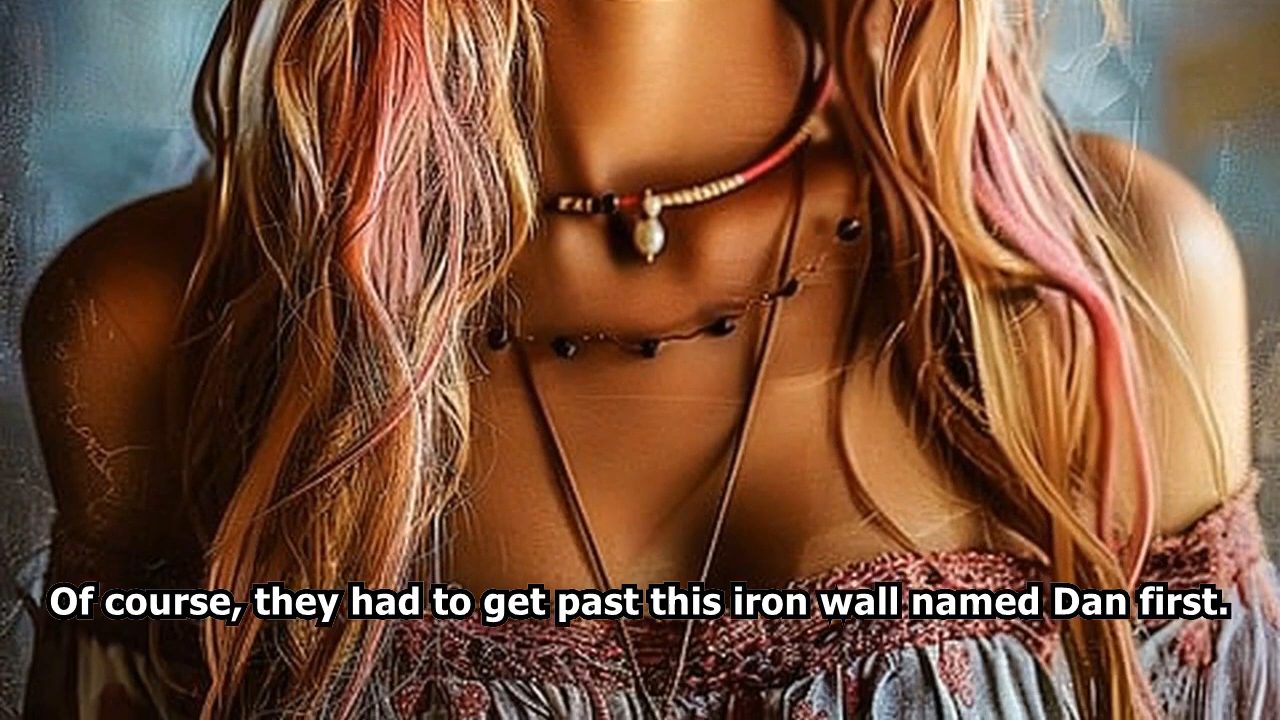 Of course, they had to get past this iron wall named Dan first.